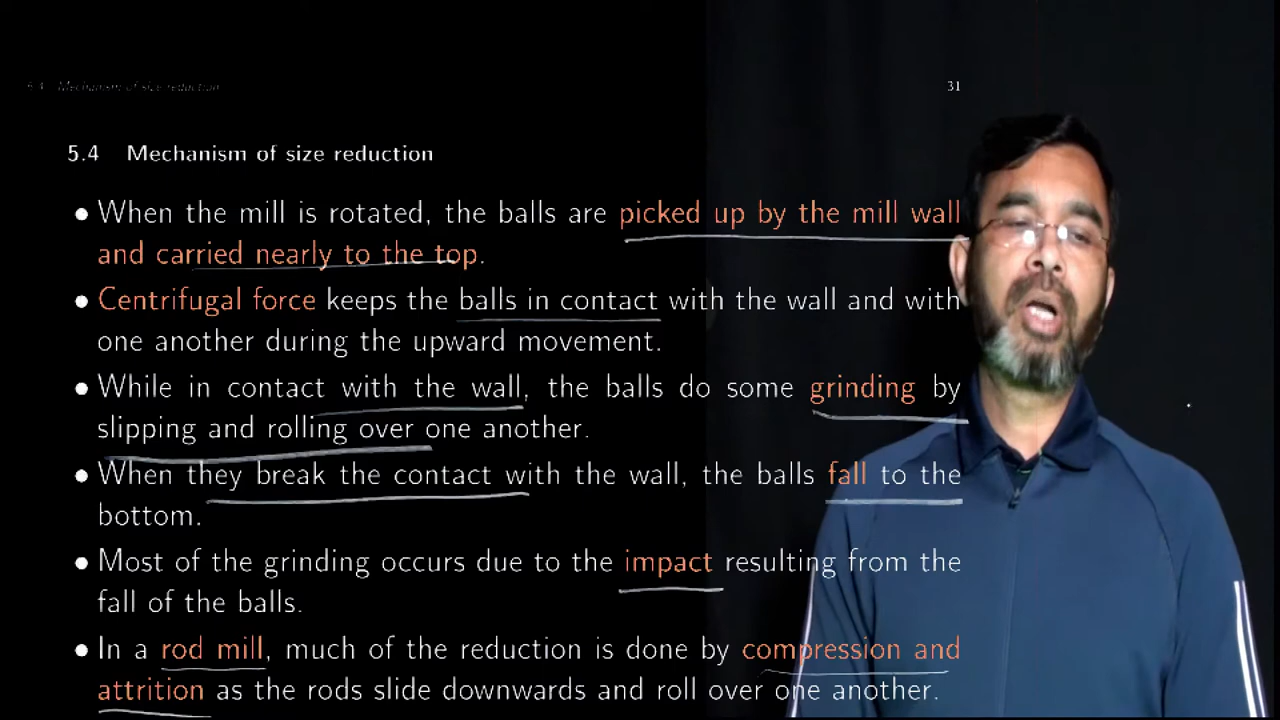 5.4 Mechanism of size reduction
31
5.4 Mechanism of size reduction
• When the mill is rotated, the balls are picked up by the mill wall
and carried nearly to the top.
• Centrifugal force keeps the balls in contact with the wall and with
one another during the upward movement.
• While in contact with the wall, the balls do some grinding by
slipping and rolling over one another.
• When they break the contact with the wall, the balls fall to the
bottom.
• Most of the grinding occurs due to the impact resulting from the
fall of the balls.
• In a rod mill, much of the reduction is done by compression and
attrition as the rods slide downwards and roll over one another.